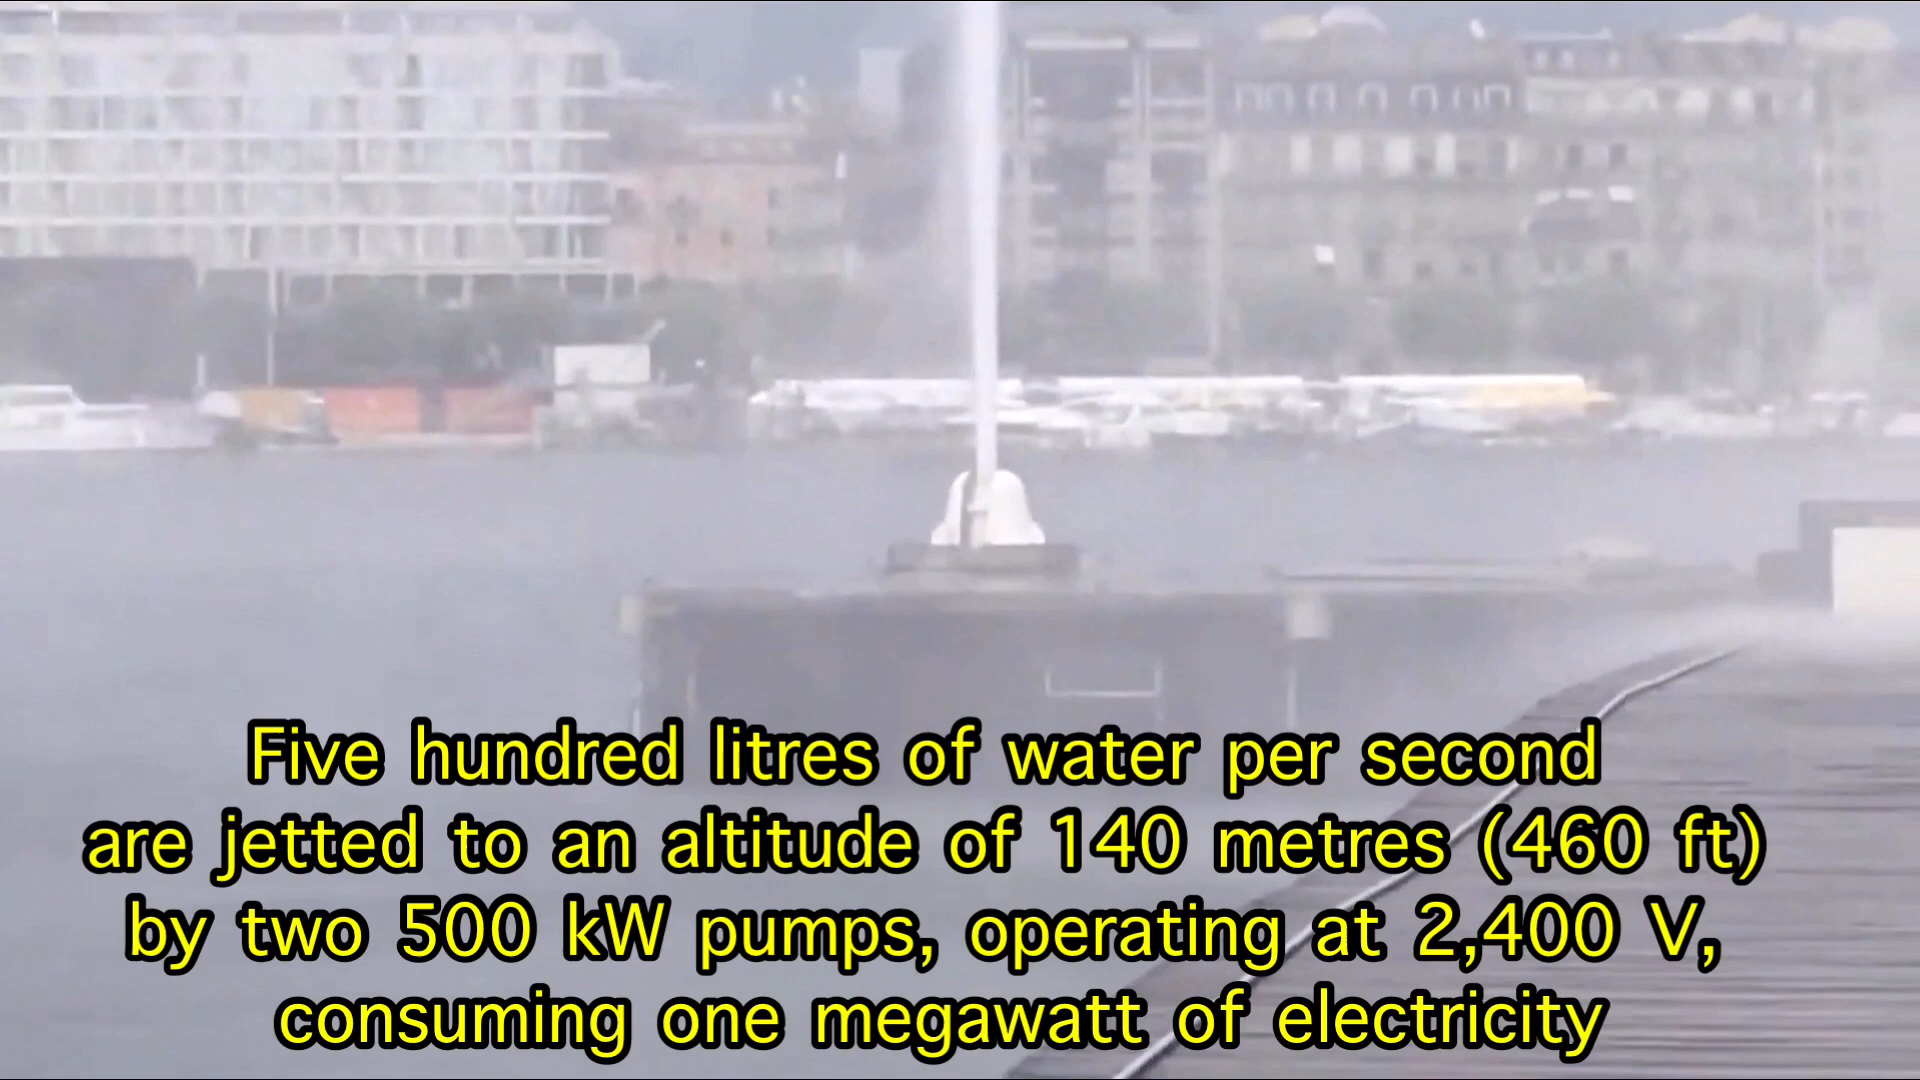 Five hundred litres of water per second
are jetted to an altitude of 140 metres (460 ft)
by two 500 kW pumps, operating at 2,400 V,
consuming one megawatt of electricity